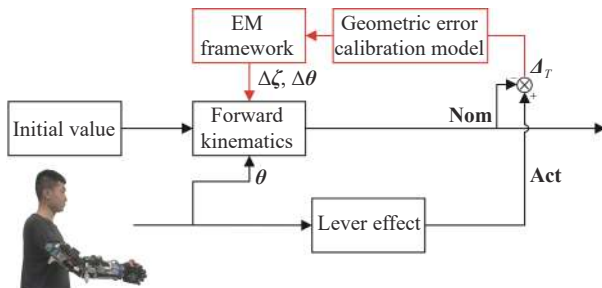 EM
framework
Geometric error
calibration model
Δ_T
−
+
Δζ, Δθ
Initial value
Forward
kinematics
Nom
θ
Act
Lever effect